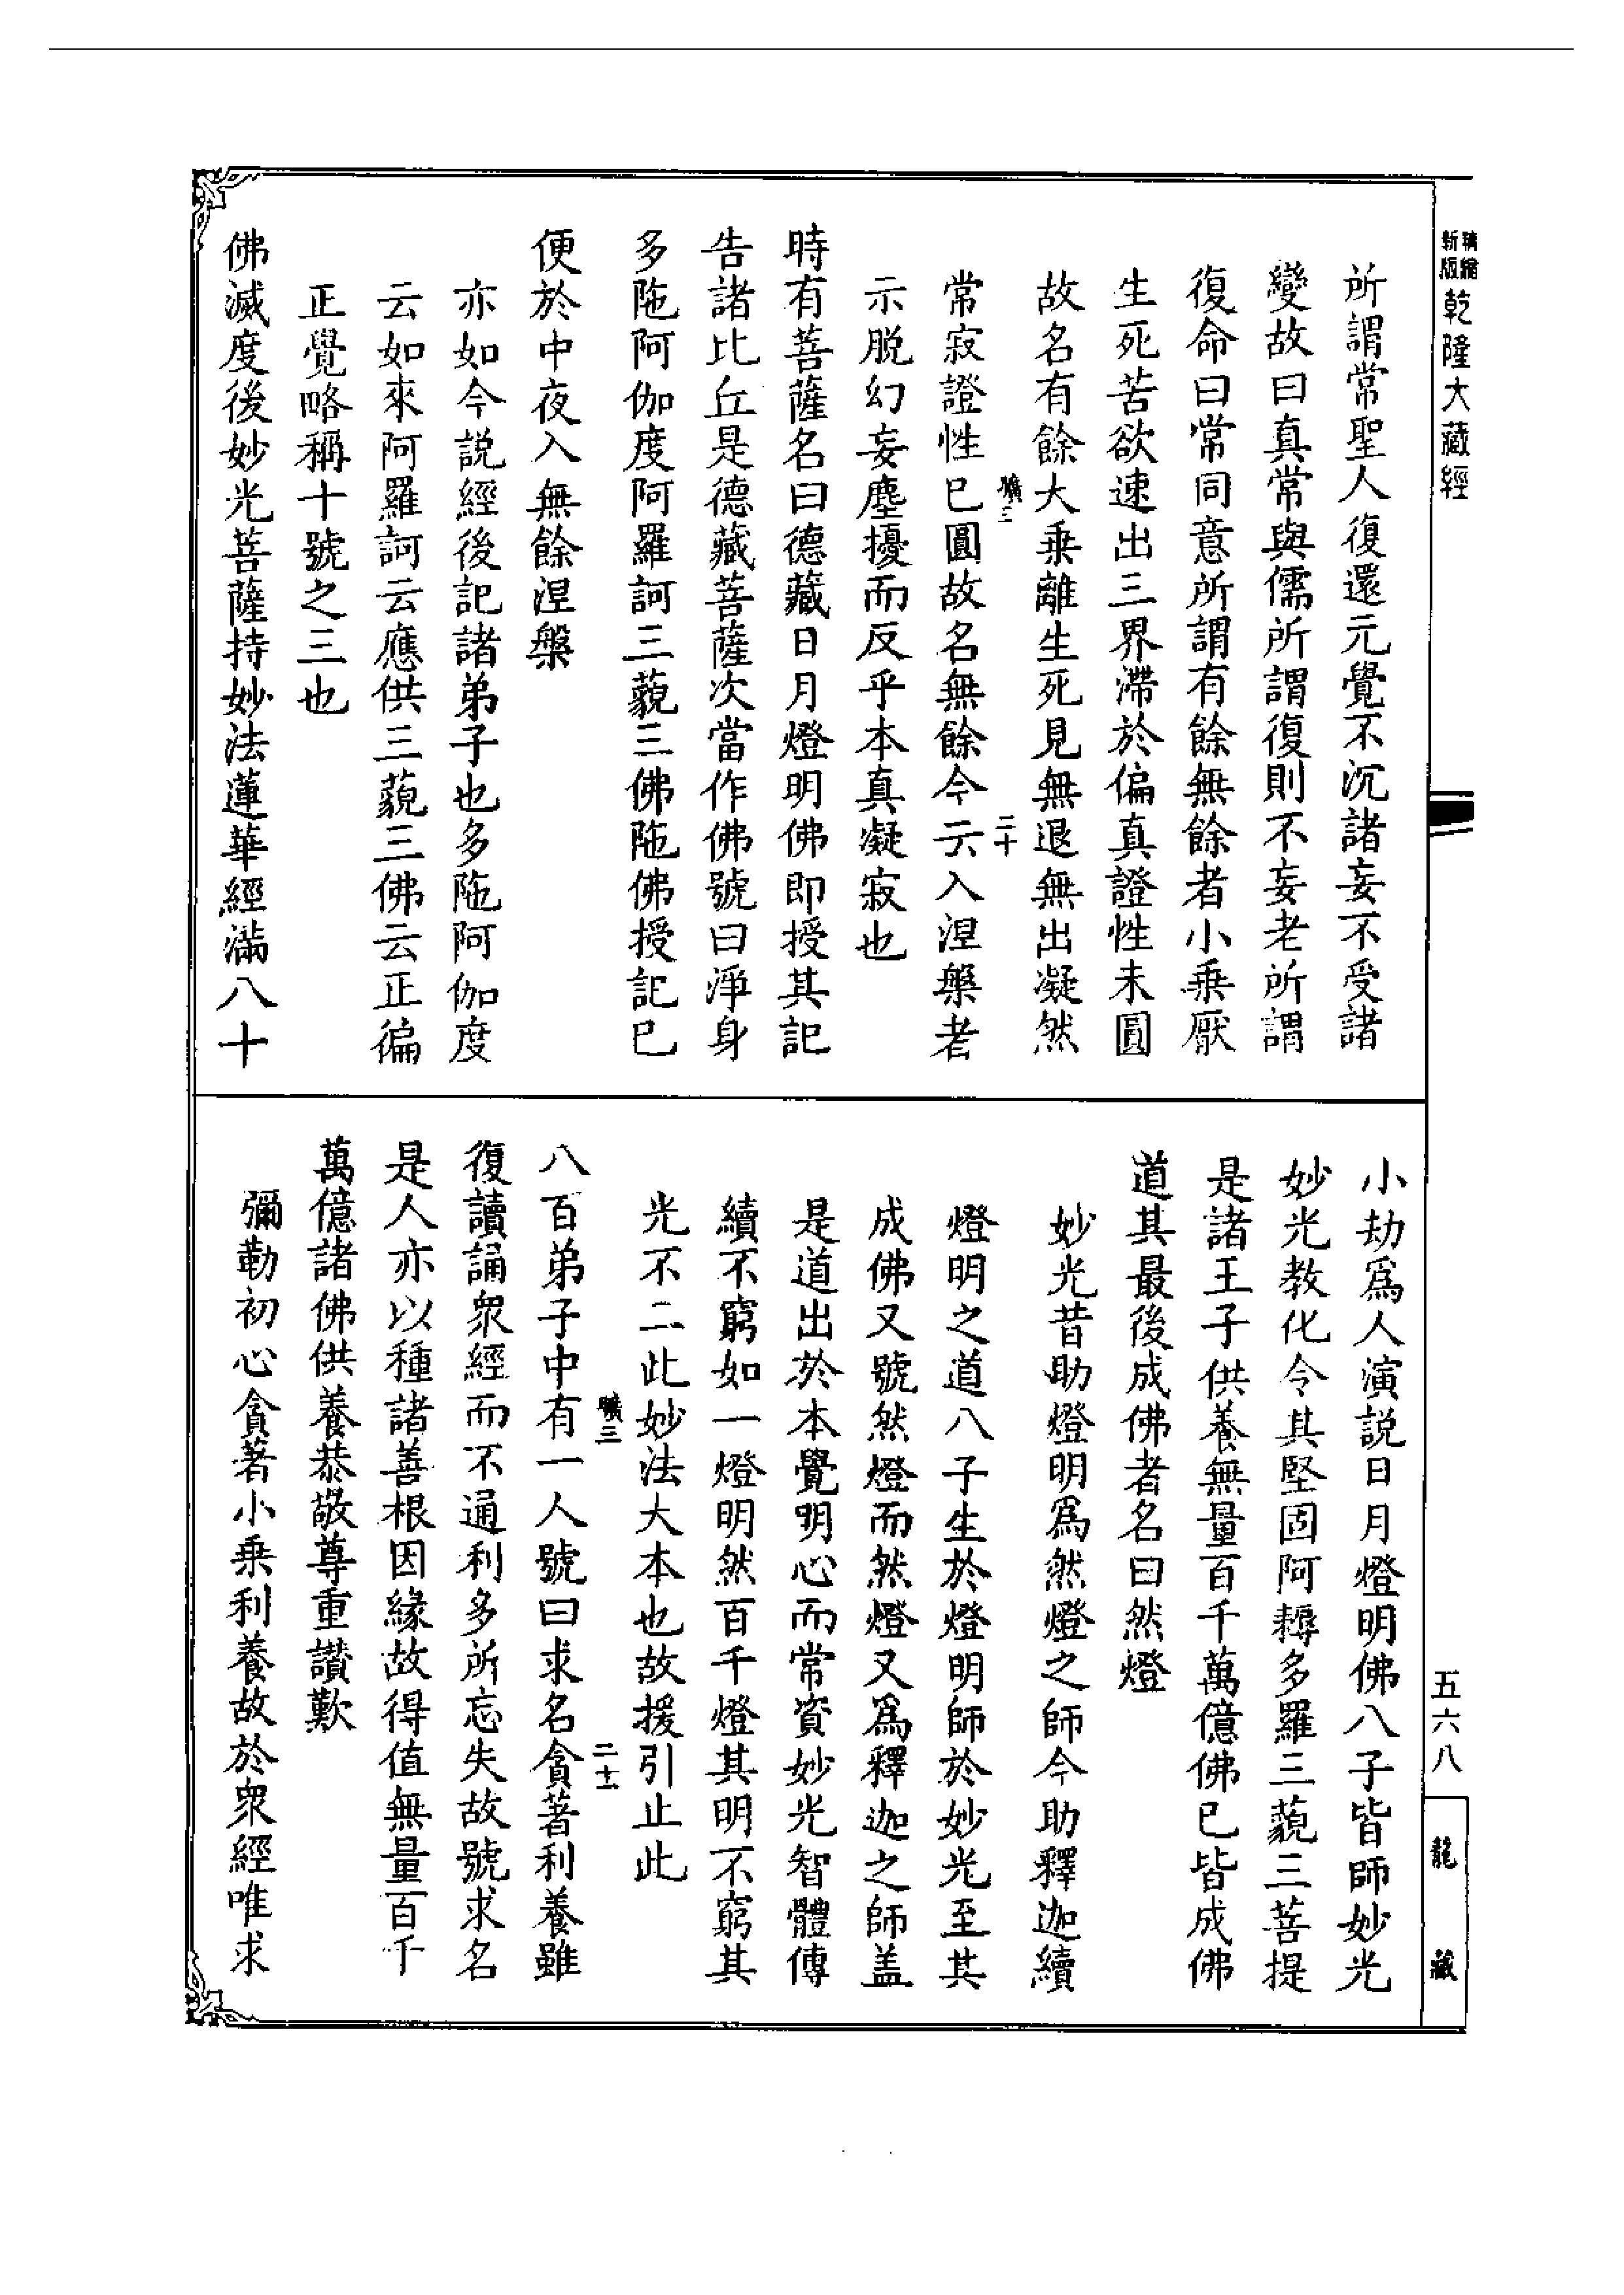 精縮新版乾隆大藏經
所謂常聖人復還元覺不沉諸妄不受諸
變故曰真常與儒所謂復則不妄老所謂
復命曰常同意所謂有餘無餘者小乗厭
生死苦欲速出三界滯於偏真證性未圓
故名有餘大乗離生死見無退無出凝然
曠三
二十
常寂證性已圓故名無餘今云入涅槃者
示脱幻妄塵擾而反乎本真凝寂也
時有菩薩名曰德藏日月燈明佛即授其記
告諸比丘是德藏菩薩次當作佛號曰淨身
多陁阿伽度阿羅訶三藐三佛陁佛授記已
便於中夜入無餘涅槃
亦如今説經後記諸弟子也多陁阿伽度
云如來阿羅訶云應供三藐三佛云正徧
正覺略稱十號之三也
佛滅度後妙光菩薩持妙法蓮華經滿八十
小劫爲人演説日月燈明佛八子皆師妙光
妙光教化令其堅固阿耨多羅三藐三菩提
是諸王子供養無量百千萬億佛已皆成佛
道其最後成佛者名曰然燈
妙光昔助燈明爲然燈之師今助釋迦續
燈明之道八子生於燈明師於妙光至其
成佛又號然燈而然燈又爲釋迦之師盖
是道出於本覺明心而常資妙光智體傳
續不窮如一燈明然百千燈其明不窮其
光不二此妙法大本也故援引止此
曠三
二十一
八百弟子中有一人號曰求名貪著利養雖
復讀誦衆經而不通利多所忘失故號求名
是人亦以種諸善根因緣故得值無量百千
萬億諸佛供養恭敬尊重讃歎
彌勒初心貪著小乗利養故於衆經唯求
五六八
龍藏